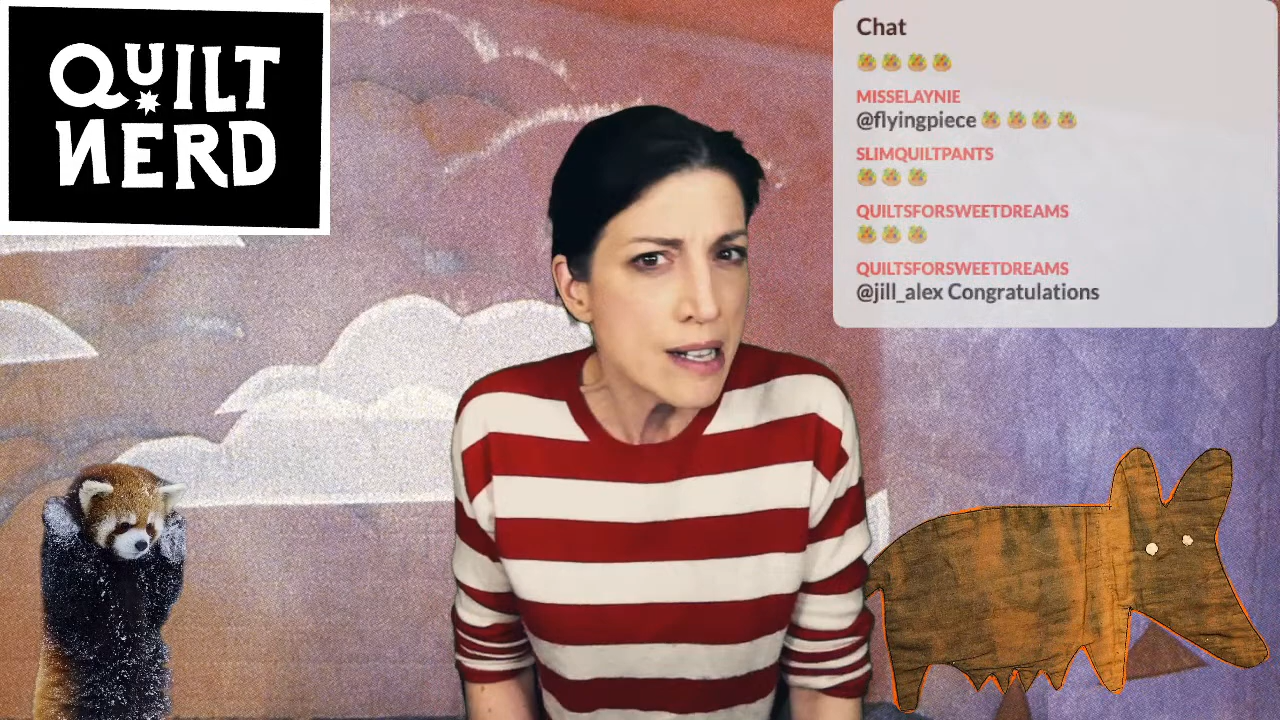 QUILT
NERD
Chat
MISSELAYNIE
@flyingpiece
SLIMQUILTPANTS
QUILTSFORSWEETDREAMS
QUILTSFORSWEETDREAMS
@jill_alex Congratulations